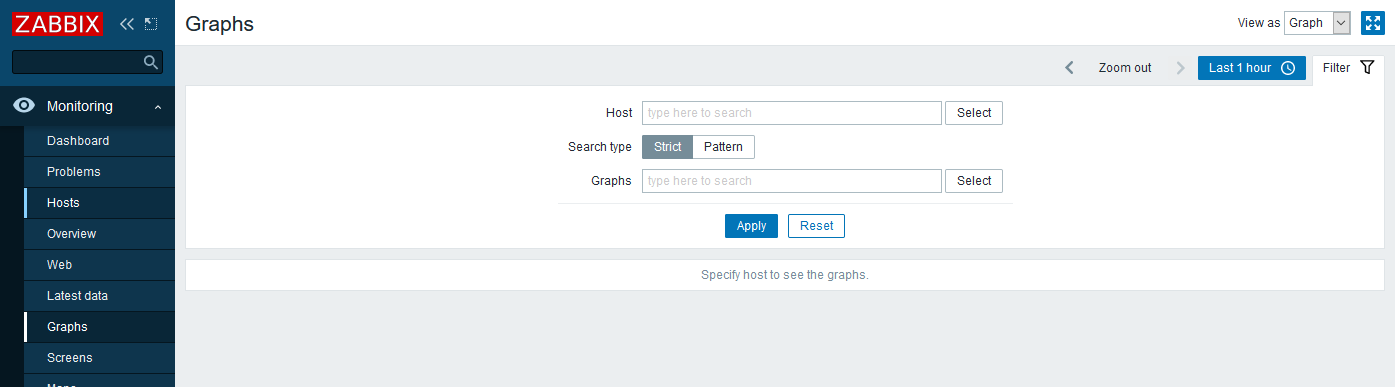 ZABBIX
Graphs
View as Graph
Zoom out Last 1 hour Filter
Monitoring
Dashboard
Problems
Hosts
Overview
Web
Latest data
Graphs
Screens
Host type here to search Select
Search type Strict Pattern
Graphs type here to search Select
Apply Reset
Specify host to see the graphs.